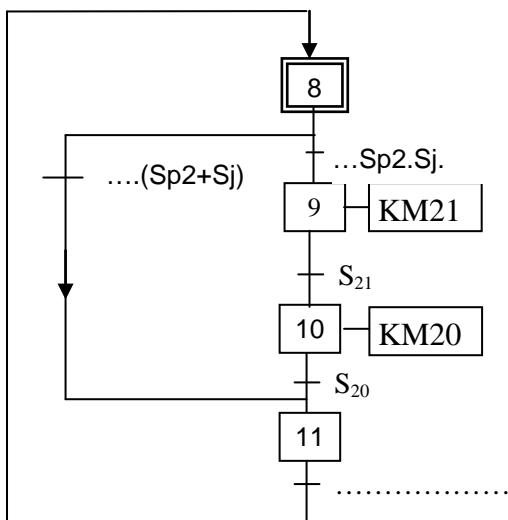 8
....(Sp2+Sj)
...Sp2.Sj.
9
KM21
S21
10
KM20
S20
11
....................